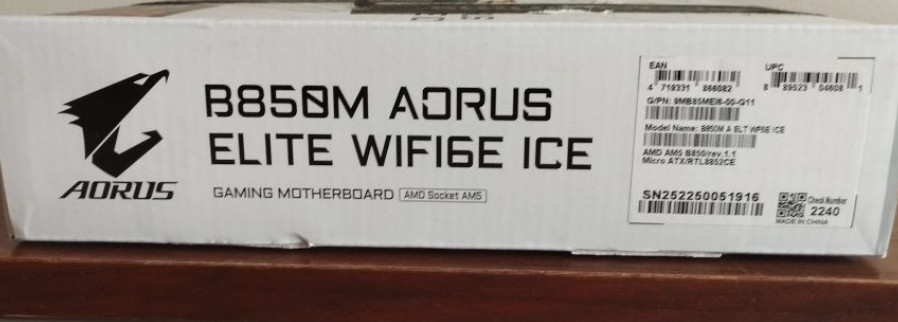 AORUS
B850M AORUS
ELITE WIFI6E ICE
GAMING MOTHERBOARD AMD Socket AM5
EAN
4 719331 866082
UPC
8 89523 04608 1
G/PN: 9MB85MEI6-00-G11
Model Name: B850M A ELT WF6E ICE
AMD AM5 B850/rev 1.1
Micro ATX/RTL8852CE
SN252250051916
Check Number
2240
MADE IN CHINA